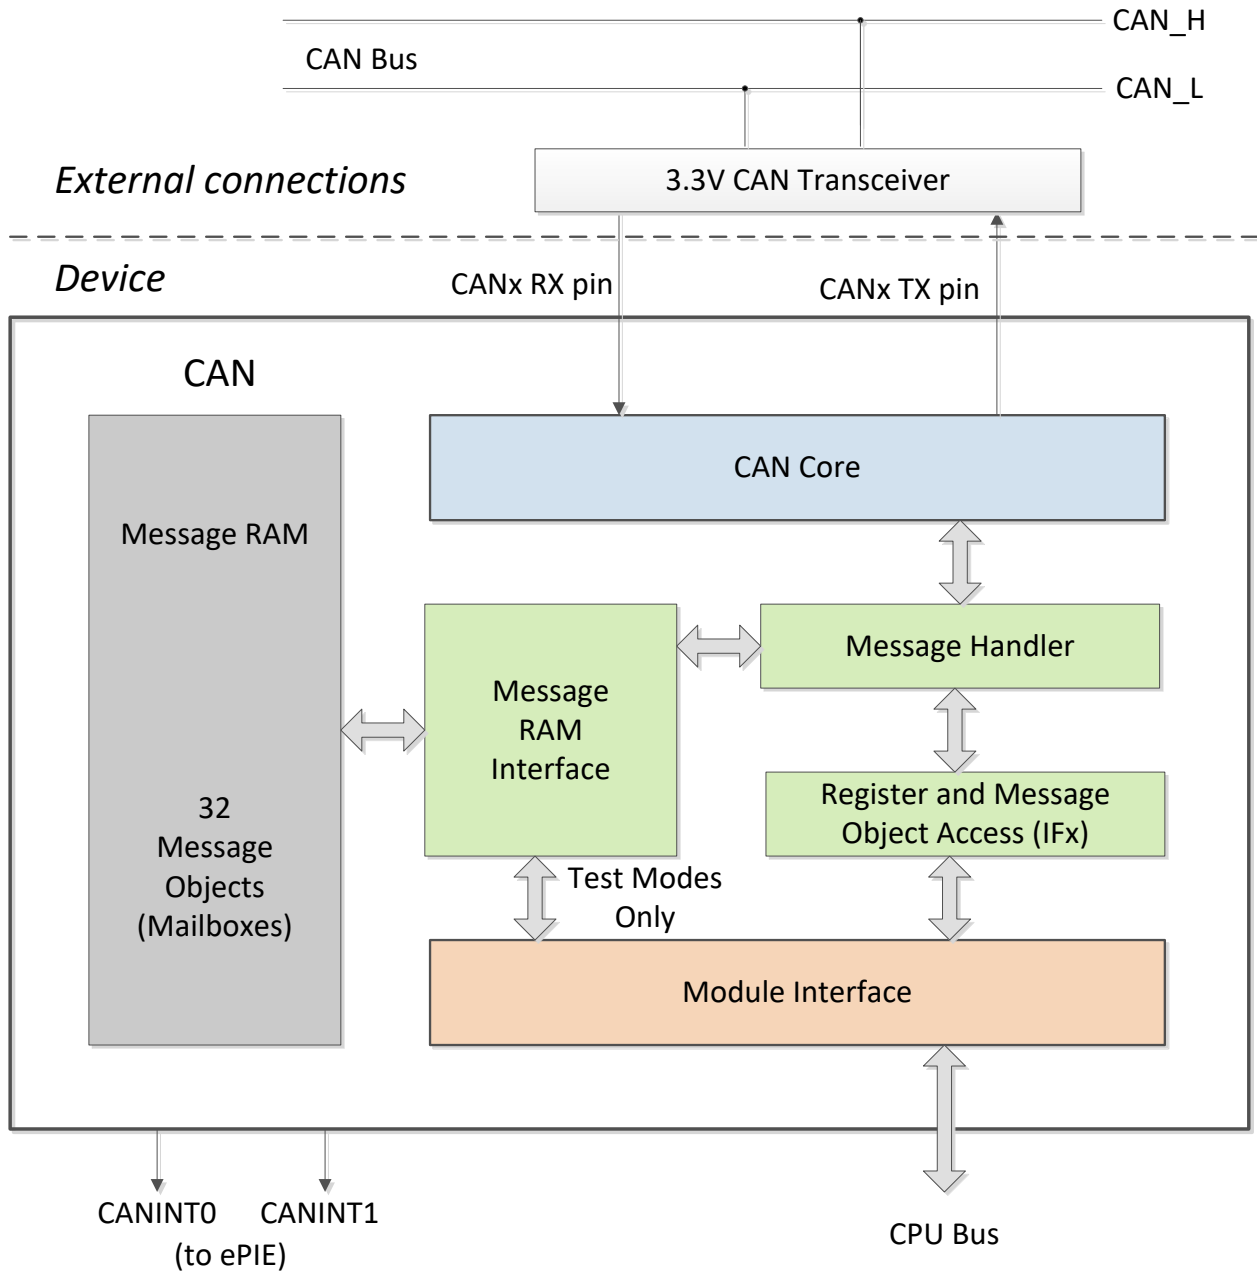 CAN_H
CAN Bus
CAN_L
External connections
3.3V CAN Transceiver
Device
CANx RX pin
CANx TX pin
CAN
CAN Core
Message RAM
Message Handler
Message
RAM
Interface
Register and Message
Object Access (IFx)
32
Message
Objects
(Mailboxes)
Test Modes
Only
Module Interface
CANINT0
CANINT1
(to ePIE)
CPU Bus